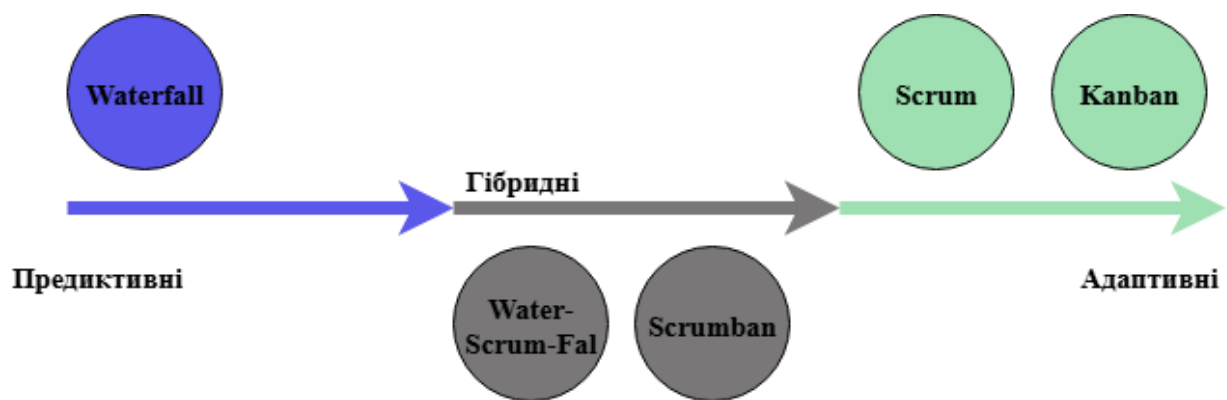 Waterfall
Scrum
Kanban
Гібридні
Предиктивні
Адаптивні
Water-
Scrum-Fal
Scrumban